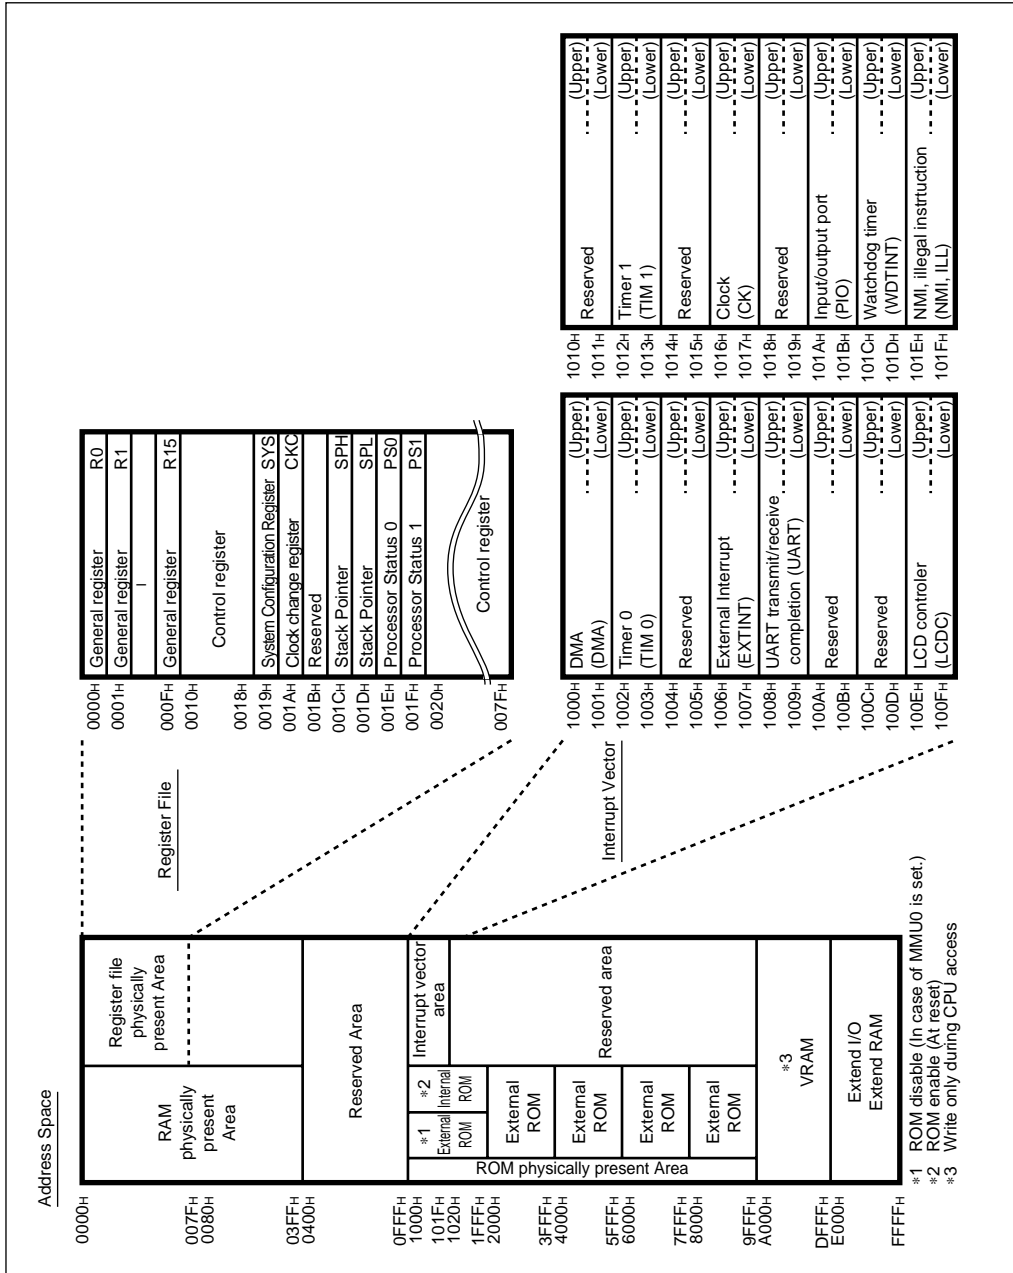 Address Space
0000H
007FH
0080H
03FFH
0400H
0FFFH
1000H
101FH
1020H
1FFFH
2000H
3FFFH
4000H
5FFFH
6000H
7FFFH
8000H
9FFFH
A000H
DFFFH
E000H
FFFFH
RAM
physically
present
Area
Register file
physically
present Area
Reserved Area
ROM physically present Area
*1
External
ROM
*2
Internal
ROM
Interrupt vector
area
External
ROM
External
ROM
External
ROM
External
ROM
Reserved area
*3
VRAM
Extend I/O
Extend RAM
*1 ROM disable (In case of MMU0 is set.)
*2 ROM enable (At reset)
*3 Write only during CPU access
Register File
0000H General register R0
0001H General register R1
I
000FH General register R15
0010H
Control register
0018H
0019H System Configuration Register SYS
001AH Clock change register CKC
001BH Reserved
001CH Stack Pointer SPH
001DH Stack Pointer SPL
001EH Processor Status 0 PS0
001FH Processor Status 1 PS1
0020H
Control register
007FH
Interrupt Vector
1000H DMA (Upper)
1001H (DMA) (Lower)
1002H Timer 0 (Upper)
1003H (TIM 0) (Lower)
1004H (Upper)
Reserved
1005H (Lower)
1006H External Interrupt (Upper)
1007H (EXTINT) (Lower)
1008H UART transmit/receive (Upper)
1009H completion (UART) (Lower)
100AH (Upper)
Reserved
100BH (Lower)
100CH (Upper)
Reserved
100DH (Lower)
100EH LCD controler (Upper)
100FH (LCDC) (Lower)
1010H (Upper)
Reserved
1011H (Lower)
1012H Timer 1 (Upper)
1013H (TIM 1) (Lower)
1014H (Upper)
Reserved
1015H (Lower)
1016H Clock (Upper)
1017H (CK) (Lower)
1018H (Upper)
Reserved
1019H (Lower)
101AH Input/output port (Upper)
101BH (PIO) (Lower)
101CH Watchdog timer (Upper)
101DH (WDTINT) (Lower)
101EH NMI, illegal instrtuction (Upper)
101FH (NMI, ILL) (Lower)